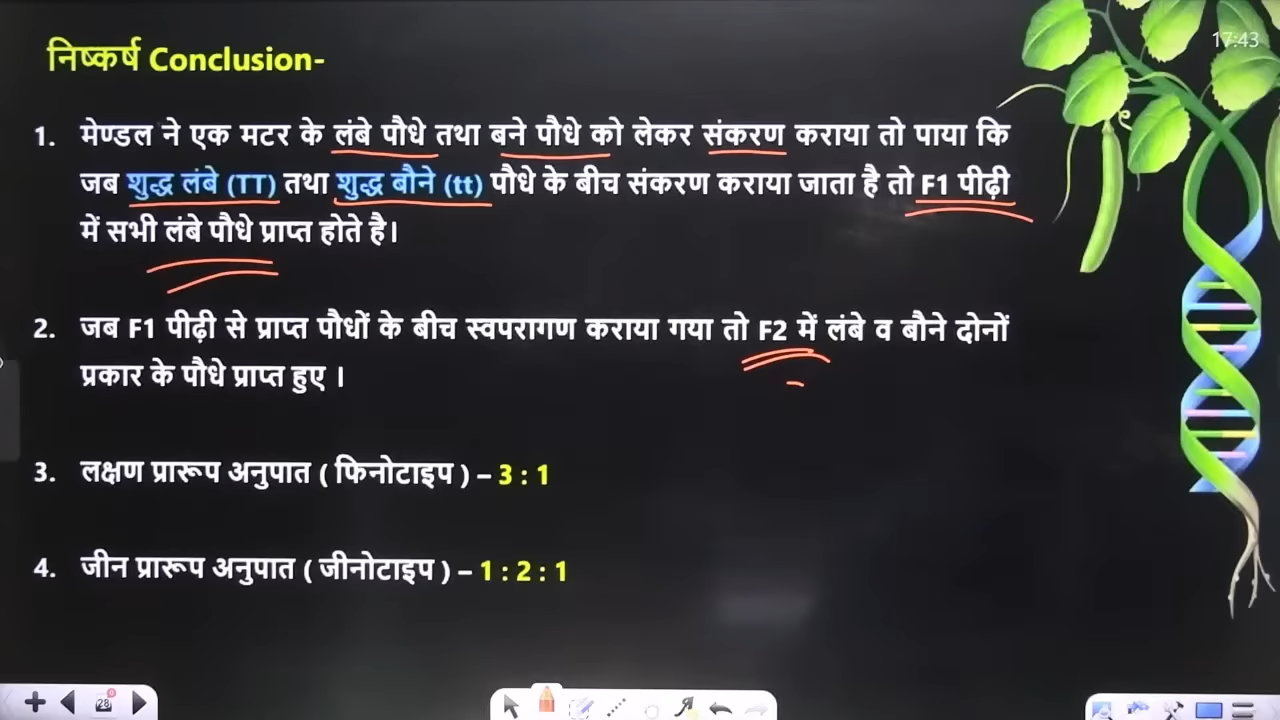 17:43
निष्कर्ष Conclusion-
1. मेण्डल ने एक मटर के लंबे पौधे तथा बने पौधे को लेकर संकरण कराया तो पाया कि
जब शुद्ध लंबे (TT) तथा शुद्ध बौने (tt) पौधे के बीच संकरण कराया जाता है तो F1 पीढ़ी
में सभी लंबे पौधे प्राप्त होते है।
2. जब F1 पीढ़ी से प्राप्त पौधों के बीच स्वपरागण कराया गया तो F2 में लंबे व बौने दोनों
प्रकार के पौधे प्राप्त हुए ।
3. लक्षण प्रारूप अनुपात ( फिनोटाइप ) – 3 : 1
4. जीन प्रारूप अनुपात ( जीनोटाइप ) – 1 : 2 : 1
28